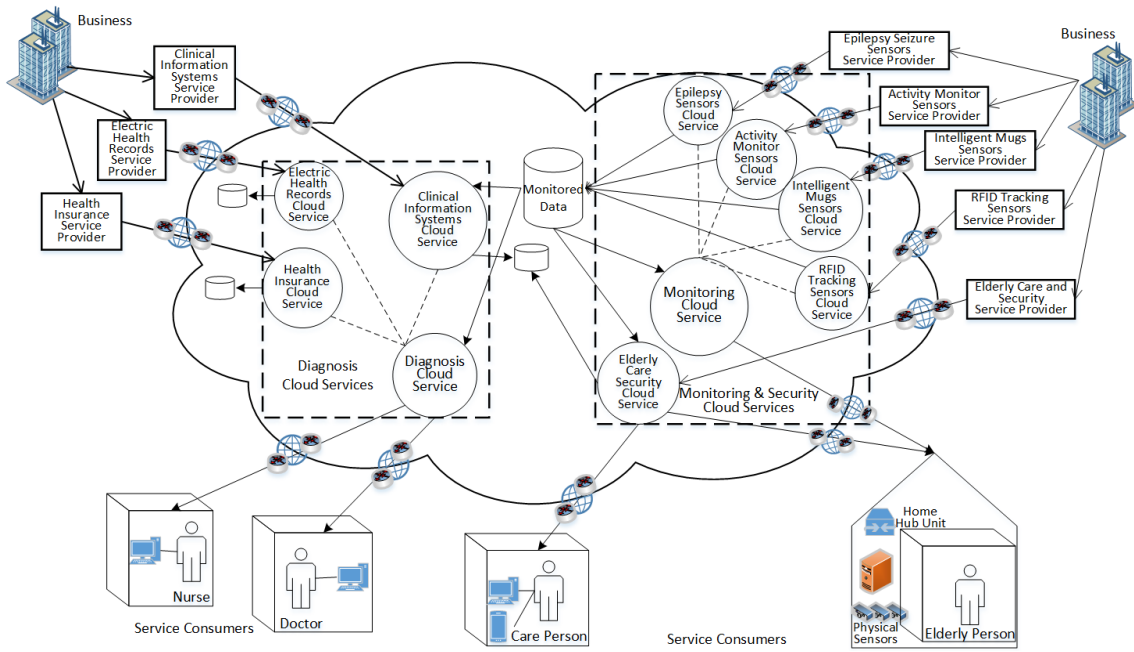 Business
Clinical
Information
Systems
Service
Provider
Electric
Health
Records
Service
Provider
Health
Insurance
Service
Provider
Business
Epilepsy Seizure
Sensors
Service Provider
Activity Monitor
Sensors
Service Provider
Intelligent Mugs
Sensors
Service Provider
RFID Tracking
Sensors
Service Provider
Elderly Care and
Security
Service Provider
Electric
Health
Records
Cloud
Service
Clinical
Information
Systems
Cloud
Service
Health
Insurance
Cloud
Service
Diagnosis
Cloud
Service
Diagnosis
Cloud Services
Monitored
Data
Epilepsy
Sensors
Cloud
Service
Activity
Monitor
Sensors
Cloud
Service
Intelligent
Mugs
Sensors
Cloud
Service
RFID
Tracking
Sensors
Cloud
Service
Monitoring
Cloud
Service
Elderly
Care
Security
Cloud
Service
Monitoring & Security
Cloud Services
Nurse
Doctor
Service Consumers
Care Person
Service Consumers
Home
Hub Unit
Physical
Sensors
Elderly Person